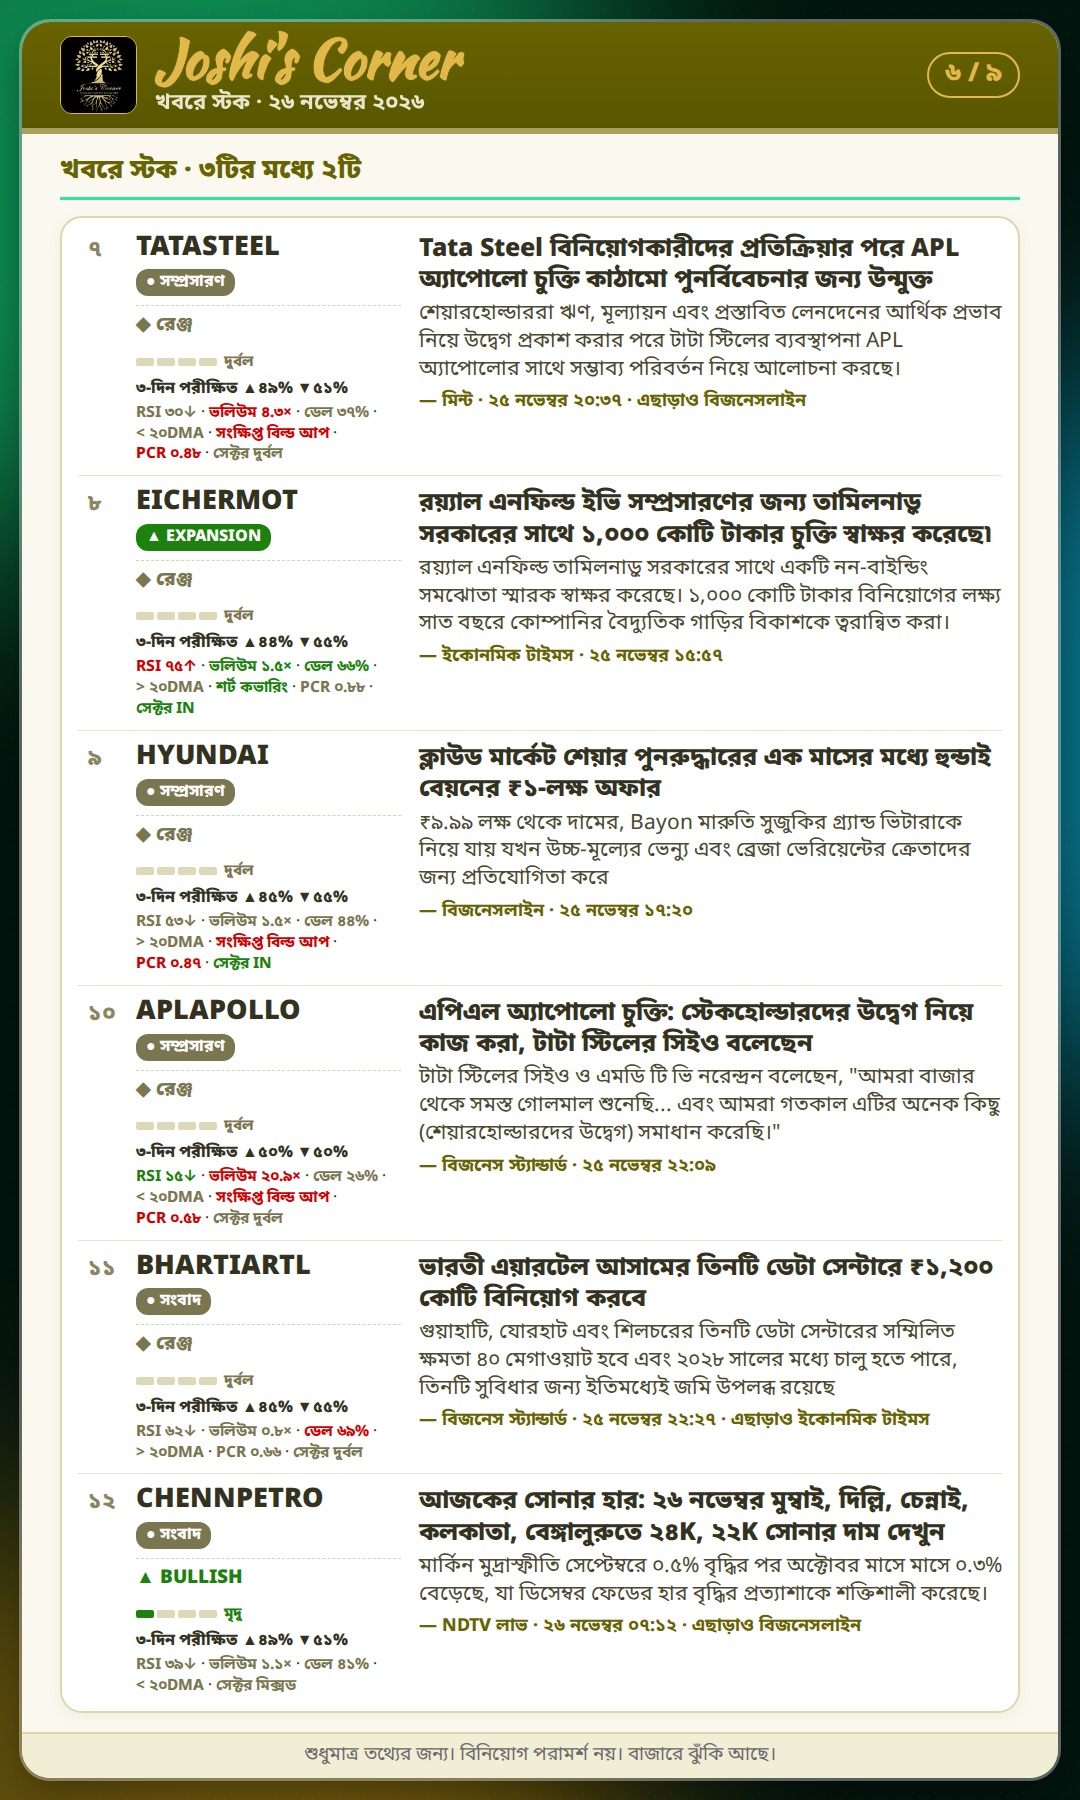 Joshi's Corner
খবরে স্টক · ২৬ নভেম্বর ২০২৬
৬ / ৯
খবরে স্টক · ৩টির মধ্যে ২টি
৭ TATASTEEL
● সম্প্রসারণ
◆ রেঞ্জ
দুর্বল
৩-দিন পরীক্ষিত ▲৪৯% ▼৫১%
RSI ৩০↓ · ভলিউম ৪.৩× · ডেল ৩৭% ·
< ২০DMA · সংক্ষিপ্ত বিল্ড আপ ·
PCR ০.৪৮ · সেক্টর দুর্বল
Tata Steel বিনিয়োগকারীদের প্রতিক্রিয়ার পরে APL
অ্যাপোলো চুক্তি কাঠামো পুনর্বিবেচনার জন্য উন্মুক্ত
শেয়ারহোল্ডাররা ঋণ, মূল্যায়ন এবং প্রস্তাবিত লেনদেনের আর্থিক প্রভাব
নিয়ে উদ্বেগ প্রকাশ করার পরে টাটা স্টিলের ব্যবস্থাপনা APL
অ্যাপোলোর সাথে সম্ভাব্য পরিবর্তন নিয়ে আলোচনা করছে।
— মিন্ট · ২৫ নভেম্বর ২০:৩৭ · এছাড়াও বিজনেসলাইন
৮ EICHERMOT
▲ EXPANSION
◆ রেঞ্জ
দুর্বল
৩-দিন পরীক্ষিত ▲৪৪% ▼৫৫%
RSI ৭৫↑ · ভলিউম ১.৫× · ডেল ৬৬% ·
> ২০DMA · শর্ট কভারিং · PCR ০.৮৮ ·
সেক্টর IN
রয়্যাল এনফিল্ড ইভি সম্প্রসারণের জন্য তামিলনাড়ু
সরকারের সাথে ১,০০০ কোটি টাকার চুক্তি স্বাক্ষর করেছে৷
রয়্যাল এনফিল্ড তামিলনাড়ু সরকারের সাথে একটি নন-বাইন্ডিং
সমঝোতা স্মারক স্বাক্ষর করেছে। ১,০০০ কোটি টাকার বিনিয়োগের লক্ষ্য
সাত বছরে কোম্পানির বৈদ্যুতিক গাড়ির বিকাশকে ত্বরান্বিত করা।
— ইকোনমিক টাইমস · ২৫ নভেম্বর ১৫:৫৭
৯ HYUNDAI
● সম্প্রসারণ
◆ রেঞ্জ
দুর্বল
৩-দিন পরীক্ষিত ▲৪৫% ▼৫৫%
RSI ৫৩↓ · ভলিউম ১.৫× · ডেল ৪৪% ·
> ২০DMA · সংক্ষিপ্ত বিল্ড আপ ·
PCR ০.৪৭ · সেক্টর IN
ক্লাউড মার্কেট শেয়ার পুনরুদ্ধারের এক মাসের মধ্যে হুন্ডাই
বেয়নের ₹১-লক্ষ অফার
₹৯.৯৯ লক্ষ থেকে দামের, Bayon মারুতি সুজুকির গ্র্যান্ড ভিটারাকে
নিয়ে যায় যখন উচ্চ-মূল্যের ভেন্যু এবং ব্রেজা ভেরিয়েন্টের ক্রেতাদের
জন্য প্রতিযোগিতা করে
— বিজনেসলাইন · ২৫ নভেম্বর ১৭:২০
১০ APLAPOLLO
● সম্প্রসারণ
◆ রেঞ্জ
দুর্বল
৩-দিন পরীক্ষিত ▲৫০% ▼৫০%
RSI ১৫↓ · ভলিউম ২০.৯× · ডেল ২৬% ·
< ২০DMA · সংক্ষিপ্ত বিল্ড আপ ·
PCR ০.৫৮ · সেক্টর দুর্বল
এপিএল অ্যাপোলো চুক্তি: স্টেকহোল্ডারদের উদ্বেগ নিয়ে
কাজ করা, টাটা স্টিলের সিইও বলেছেন
টাটা স্টিলের সিইও ও এমডি টি ভি নরেন্দ্রন বলেছেন, "আমরা বাজার
থেকে সমস্ত গোলমাল শুনেছি... এবং আমরা গতকাল এটির অনেক কিছু
(শেয়ারহোল্ডারদের উদ্বেগ) সমাধান করেছি।"
— বিজনেস স্ট্যান্ডার্ড · ২৫ নভেম্বর ২২:০৯
১১ BHARTIARTL
● সংবাদ
◆ রেঞ্জ
দুর্বল
৩-দিন পরীক্ষিত ▲৪৫% ▼৫৫%
RSI ৬২↓ · ভলিউম ০.৮× · ডেল ৬৯% ·
> ২০DMA · PCR ০.৬৬ · সেক্টর দুর্বল
ভারতী এয়ারটেল আসামের তিনটি ডেটা সেন্টারে ₹১,২০০
কোটি বিনিয়োগ করবে
গুয়াহাটি, যোরহাট এবং শিলচরের তিনটি ডেটা সেন্টারের সম্মিলিত
ক্ষমতা ৪০ মেগাওয়াট হবে এবং ২০২৮ সালের মধ্যে চালু হতে পারে,
তিনটি সুবিধার জন্য ইতিমধ্যেই জমি উপলব্ধ রয়েছে
— বিজনেস স্ট্যান্ডার্ড · ২৫ নভেম্বর ২২:২৭ · এছাড়াও ইকোনমিক টাইমস
১২ CHENNPETRO
● সংবাদ
▲ BULLISH
মৃদু
৩-দিন পরীক্ষিত ▲৪৯% ▼৫১%
RSI ৩৯↓ · ভলিউম ১.১× · ডেল ৪১% ·
< ২০DMA · সেক্টর মিক্সড
আজকের সোনার হার: ২৬ নভেম্বর মুম্বাই, দিল্লি, চেন্নাই,
কলকাতা, বেঙ্গালুরুতে ২৪K, ২২K সোনার দাম দেখুন
মার্কিন মুদ্রাস্ফীতি সেপ্টেম্বরে ০.৫% বৃদ্ধির পর অক্টোবর মাসে মাসে ০.৩%
বেড়েছে, যা ডিসেম্বর ফেডের হার বৃদ্ধির প্রত্যাশাকে শক্তিশালী করেছে।
— NDTV লাভ · ২৬ নভেম্বর ০৭:১২ · এছাড়াও বিজনেসলাইন
শুধুমাত্র তথ্যের জন্য। বিনিয়োগ পরামর্শ নয়। বাজারে ঝুঁকি আছে।